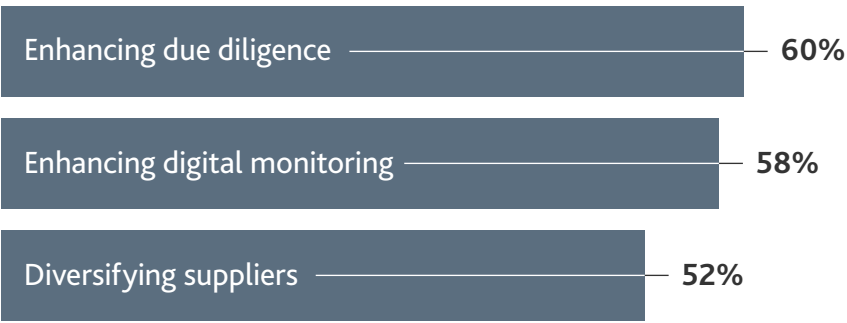 Enhancing due diligence 60%
Enhancing digital monitoring 58%
Diversifying suppliers 52%